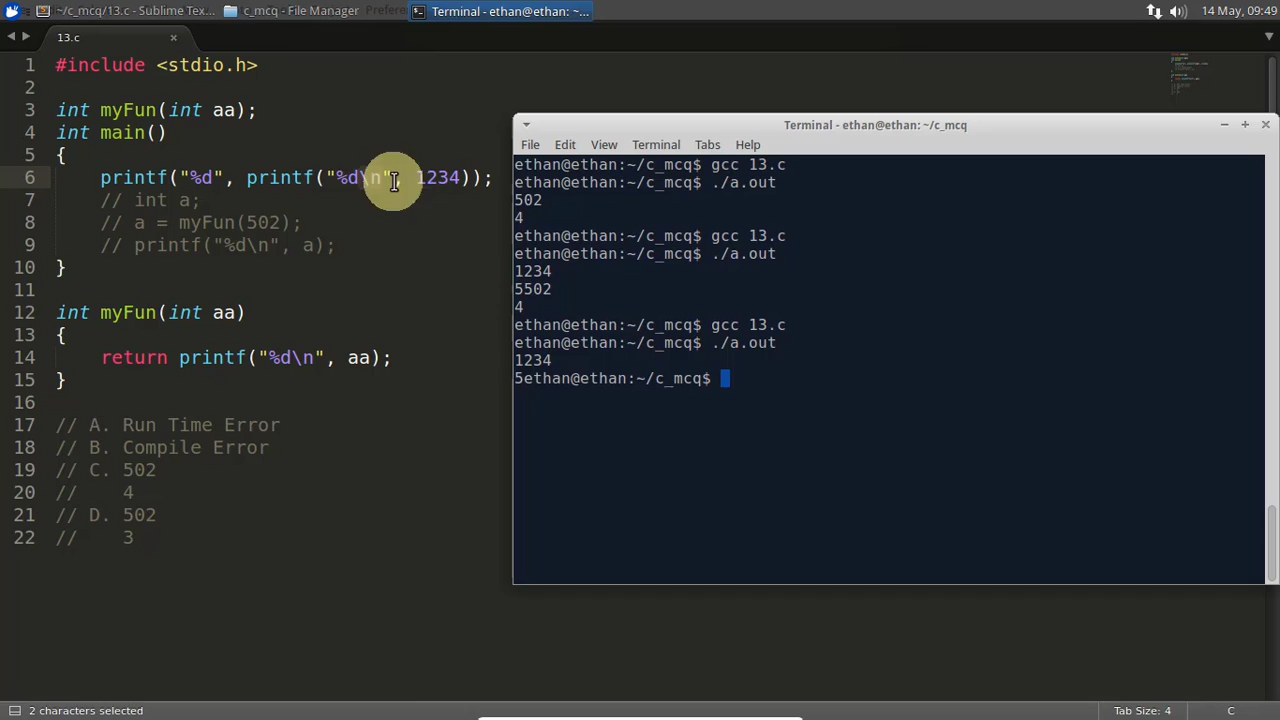 ~/c_mcq/13.c - Sublime Text... c_mcq - File Manager Terminal - ethan@ethan: ~... 14 May, 09:49
13.c
1 #include <stdio.h>
2
3 int myFun(int aa);
4 int main()
5 {
6 printf("%d", printf("%d\n", 1234));
7 // int a;
8 // a = myFun(502);
9 // printf("%d\n", a);
10 }
11
12 int myFun(int aa)
13 {
14 return printf("%d\n", aa);
15 }
16
17 // A. Run Time Error
18 // B. Compile Error
19 // C. 502
20 // 4
21 // D. 502
22 // 3
Terminal - ethan@ethan: ~/c_mcq
File Edit View Terminal Tabs Help
ethan@ethan:~/c_mcq$ gcc 13.c
ethan@ethan:~/c_mcq$ ./a.out
502
4
ethan@ethan:~/c_mcq$ gcc 13.c
ethan@ethan:~/c_mcq$ ./a.out
1234
5502
4
ethan@ethan:~/c_mcq$ gcc 13.c
ethan@ethan:~/c_mcq$ ./a.out
1234
5ethan@ethan:~/c_mcq$
2 characters selected Tab Size: 4 C